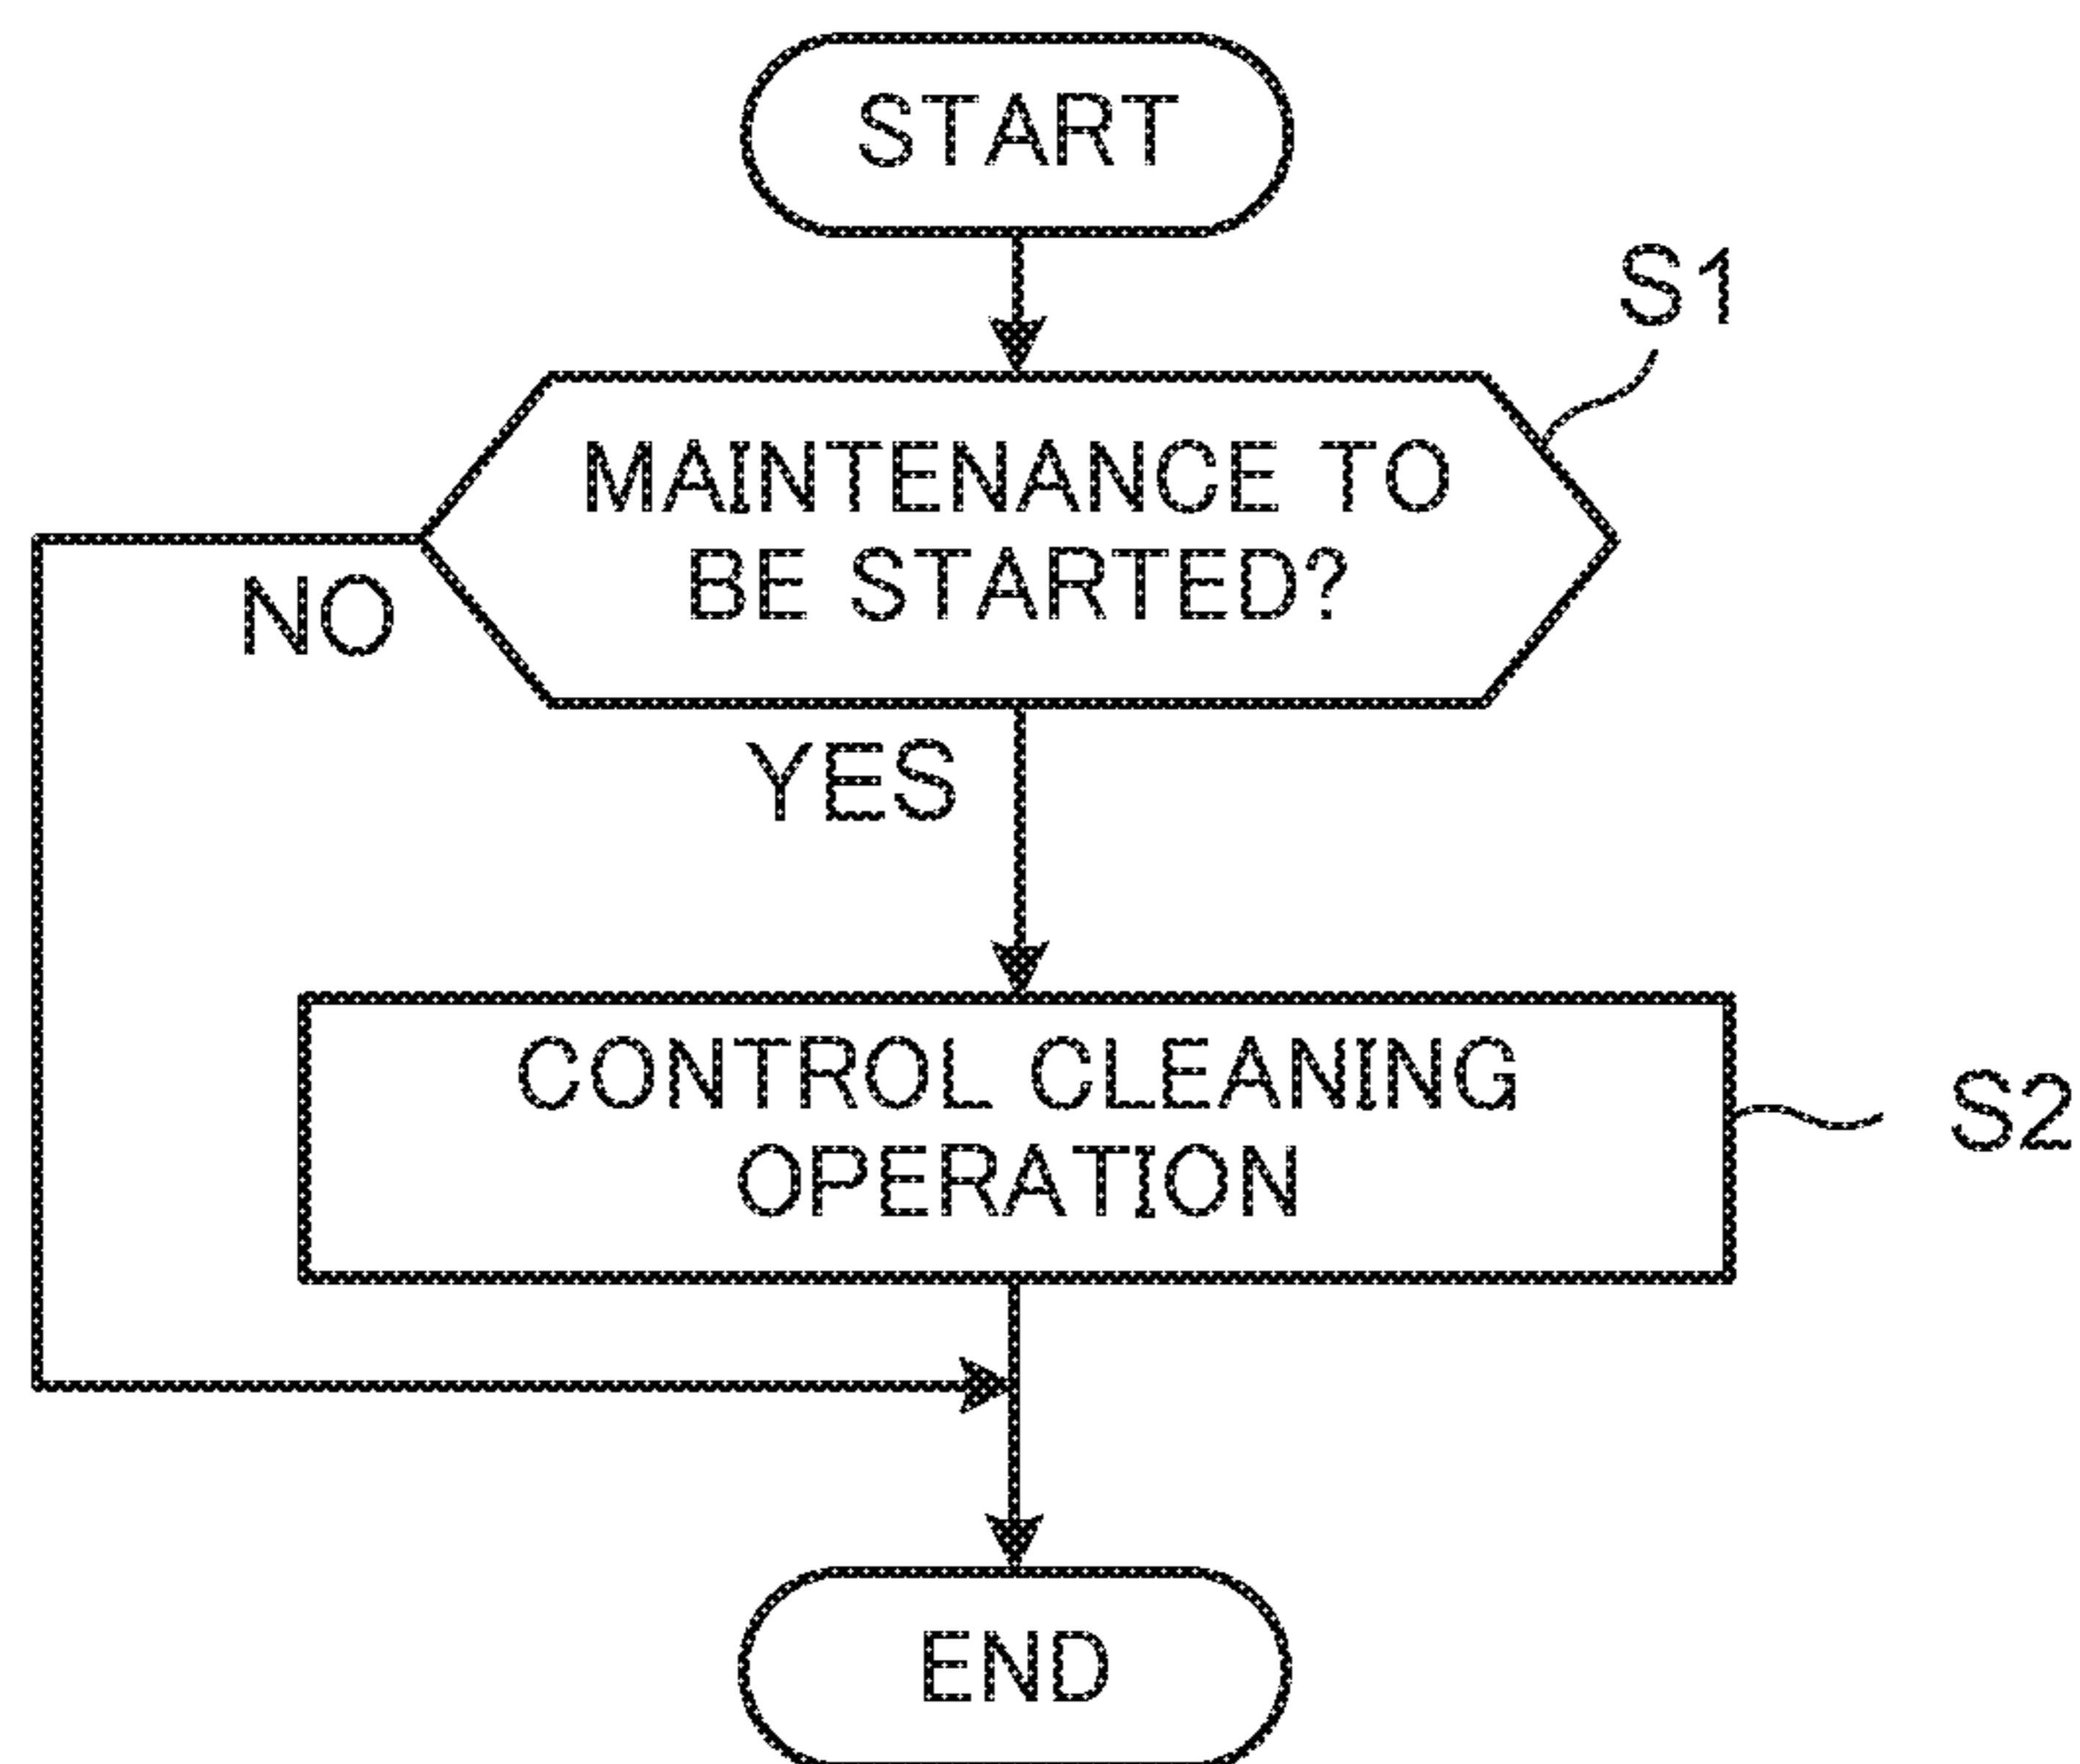 START
S1
MAINTENANCE TO
BE STARTED?
NO
YES
CONTROL CLEANING
OPERATION
S2
END